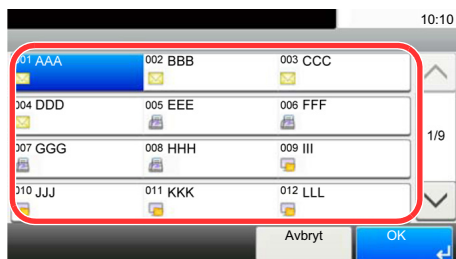 10:10
001 AAA 002 BBB 003 CCC
004 DDD 005 EEE 006 FFF
1/9
007 GGG 008 HHH 009 III
010 JJJ 011 KKK 012 LLL
Avbryt OK